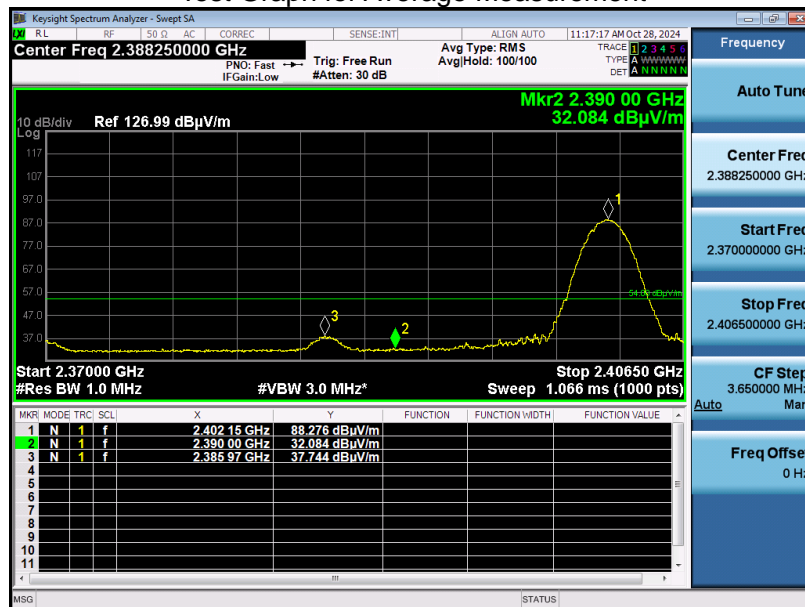 Test Graph for Average Measurement
Keysight Spectrum Analyzer - Swept SA
LXI RL RF 50 Ω AC CORREC SENSE:INT ALIGN AUTO 11:17:17 AM Oct 28, 2024
Center Freq 2.388250000 GHz
PNO: Fast
IFGain:Low
Trig: Free Run
#Atten: 30 dB
Avg Type: RMS
Avg|Hold: 100/100
TRACE 1 2 3 4 5 6
TYPE A WWWWW
DET A N N N N N
Mkr2 2.390 00 GHz
32.084 dBµV/m
10 dB/div Ref 126.99 dBµV/m
Log
117
107
97.0
87.0
77.0
67.0
57.0
47.0
37.0
1
2
3
Start 2.37000 GHz Stop 2.40650 GHz
#Res BW 1.0 MHz #VBW 3.0 MHz* Sweep 1.066 ms (1000 pts)
MKR MODE TRC SCL X Y FUNCTION FUNCTION WIDTH FUNCTION VALUE
1 N 1 f 2.402 15 GHz 88.276 dBµV/m
2 N 1 f 2.390 00 GHz 32.084 dBµV/m
3 N 1 f 2.385 97 GHz 37.744 dBµV/m
4
5
6
7
8
9
10
11
MSG STATUS
Frequency
Auto Tune
Center Freq
2.388250000 GHz
Start Freq
2.370000000 GHz
Stop Freq
2.406500000 GHz
CF Step
3.650000 MHz
Auto Man
Freq Offset
0 Hz